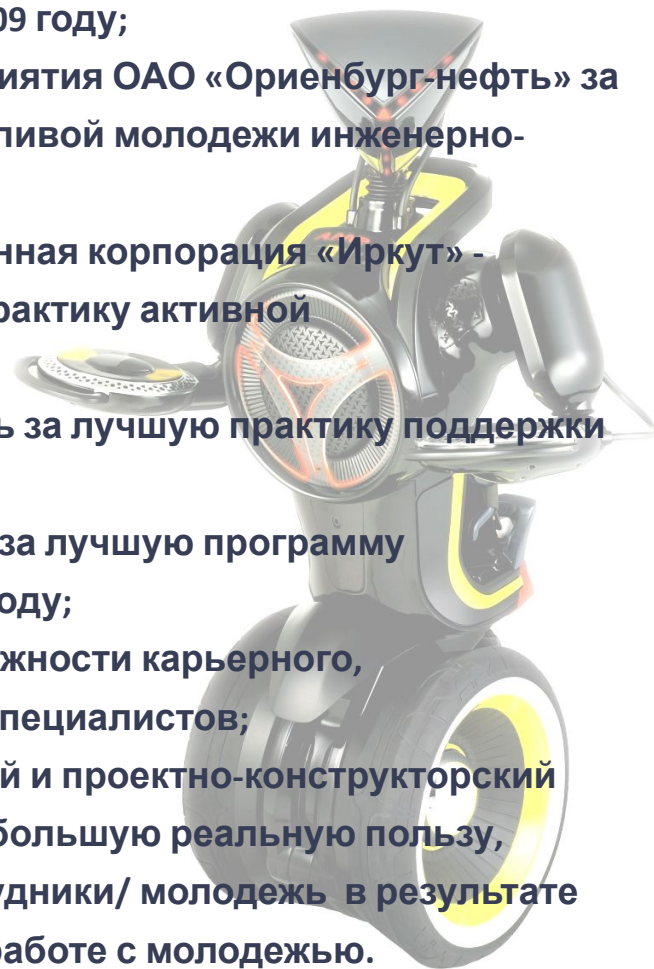 09 году;
иятия ОАО «Ориенбург-нефть» за
ливой молодежи инженерно-
нная корпорация «Иркут» -
рактику активной
ь за лучшую практику поддержки
за лучшую программу
оду;
жности карьерного,
пециалистов;
й и проектно-конструкторский
большую реальную пользу,
удники/ молодежь в результате
аботе с молодежью.